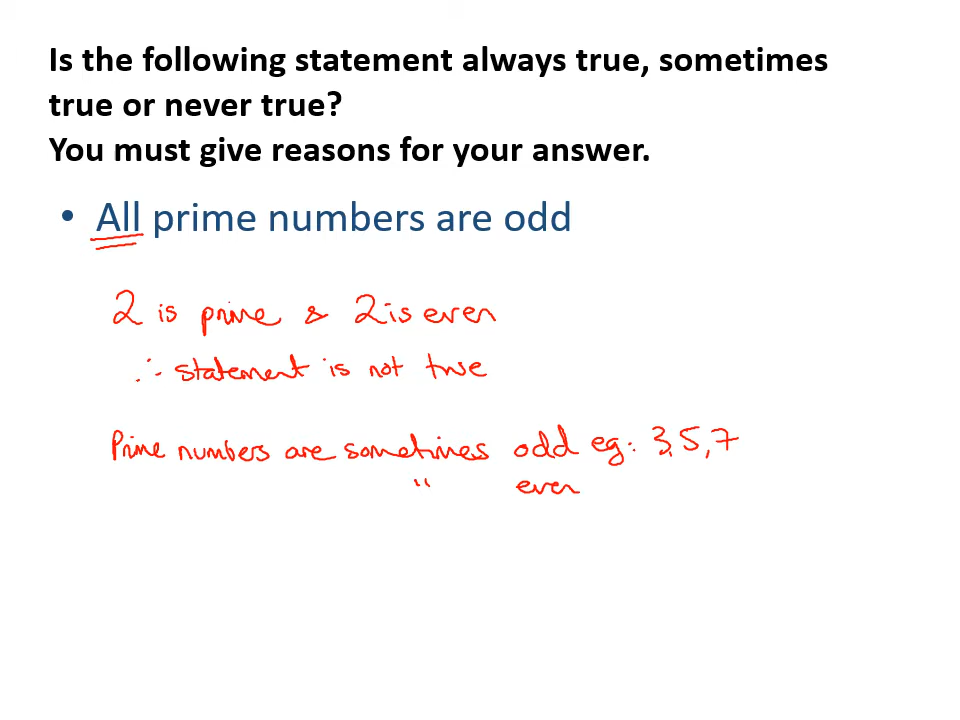 Is the following statement always true, sometimes
true or never true?
You must give reasons for your answer.
• All prime numbers are odd
2 is prime & 2 is even
∴ statement is not true
Prime numbers are sometimes odd eg: 3, 5, 7
" even